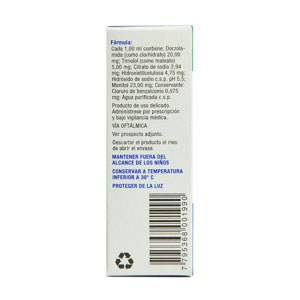 Fórmula:
Cada 1,00 ml contiene: Dorzola-
mida (como clorhidrato) 20,00
mg; Timolol (como maleato)
5,00 mg; Citrato de sodio 2,94
mg; Hidroxietilcelulosa 4,75 mg;
Hidróxido de sodio c.s.p. pH
5,5; Manitol 23,00 mg; Conservante:
Cloruro de benzalconio 0,075
mg; Agua purificada c.s.p.
Producto de uso delicado.
Adminístrese por prescripción
y bajo vigilancia médica.
VÍA OFTÁLMICA
Ver prospecto adjunto.
Descartar el producto el mes
de abrir el envase.
MANTENER FUERA DEL
ALCANCE DE LOS NIÑOS
CONSERVAR A TEMPERATURA
INFERIOR A 30° C
PROTEGER DE LA LUZ
7795368001990